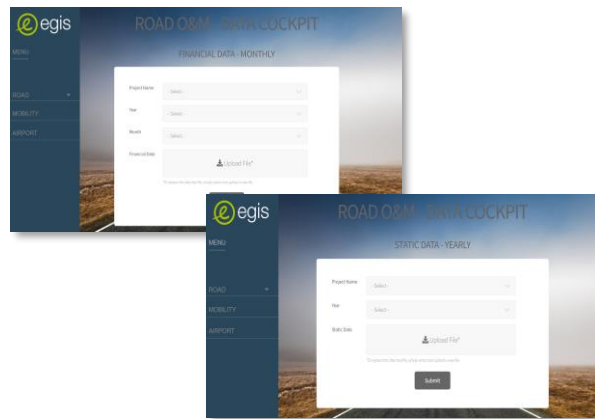 egis
ROAD O&M - DATA COCKPIT
MENU
FINANCIAL DATA - MONTHLY
ROAD
MOBILITY
AIRPORT
Project Name
- Select -
Year
- Select -
Month
- Select -
Financial Data
Upload File*
egis
ROAD O&M - DATA COCKPIT
MENU
STATIC DATA - YEARLY
ROAD
MOBILITY
AIRPORT
Project Name
- Select -
Year
- Select -
Static Data
Upload File*
Submit